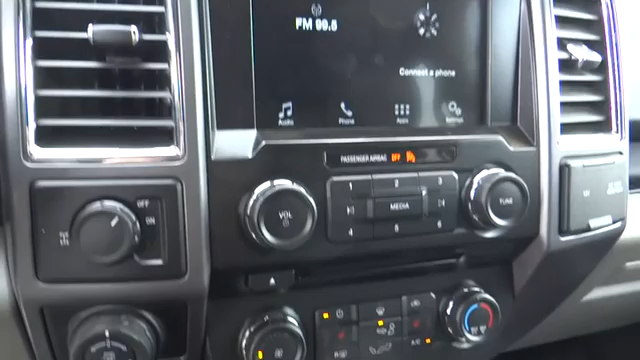 FM 99.5
Connect a phone
Audio
Phone
Apps
Settings
PASSENGER AIRBAG OFF
OFF
ON
1
2
3
VOL
MEDIA
TUNE
4
5
6
A/C